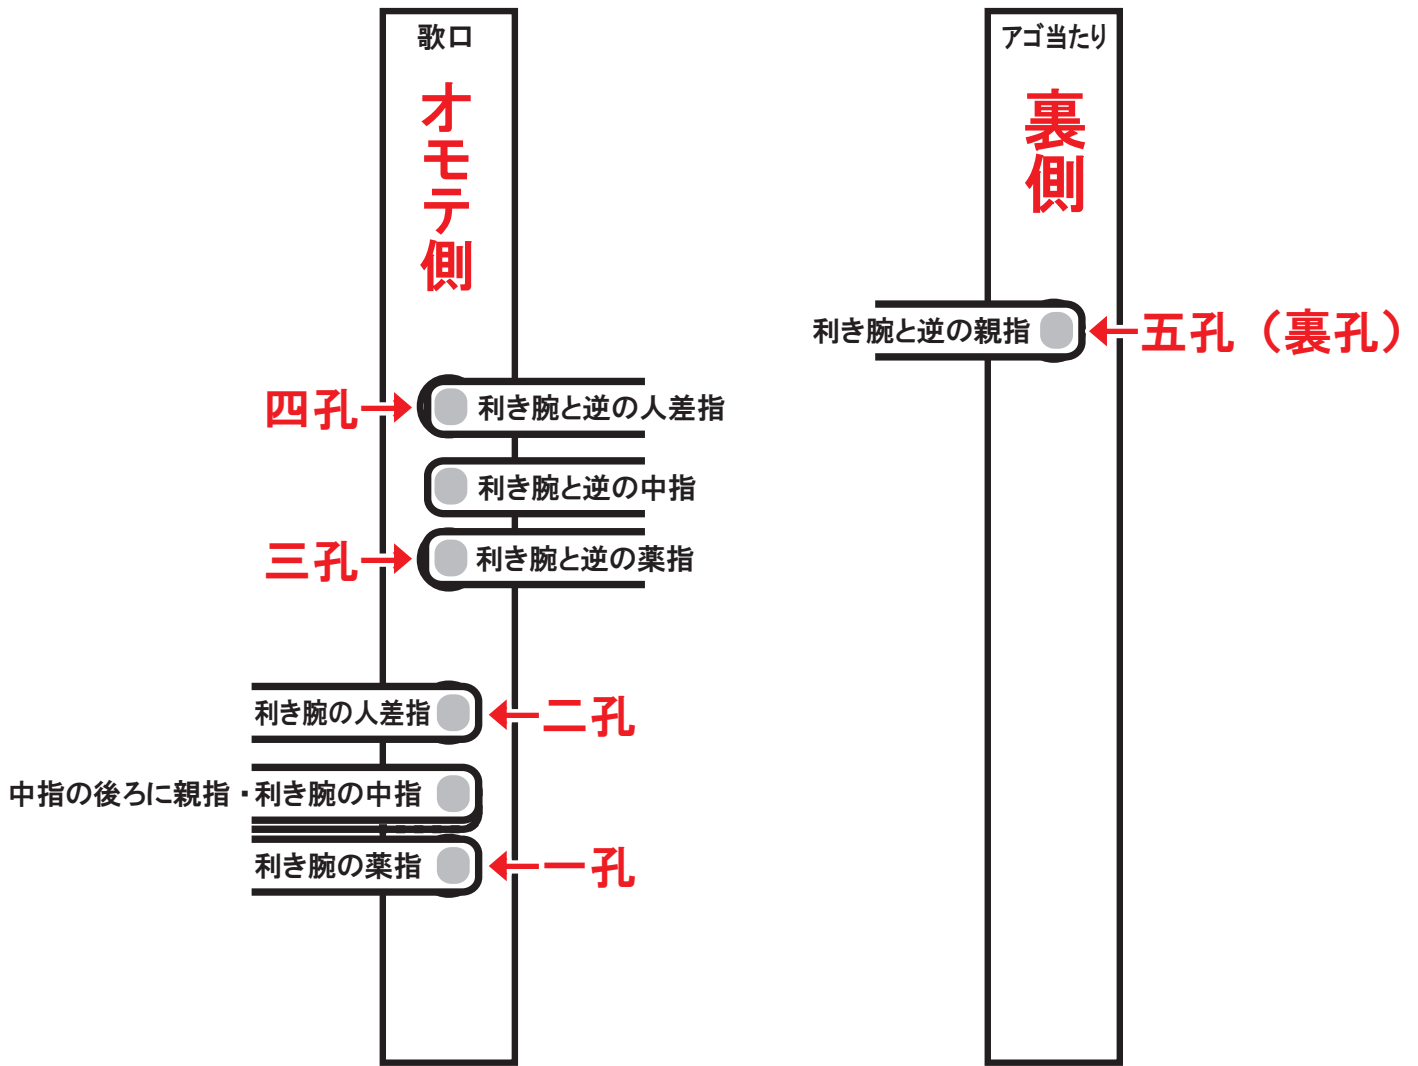 歌口
オモテ側
四孔
利き腕と逆の人差指
利き腕と逆の中指
三孔
利き腕と逆の薬指
利き腕の人差指
二孔
中指の後ろに親指・利き腕の中指
利き腕の薬指
一孔
アゴ当たり
裏側
利き腕と逆の親指
五孔（裏孔）